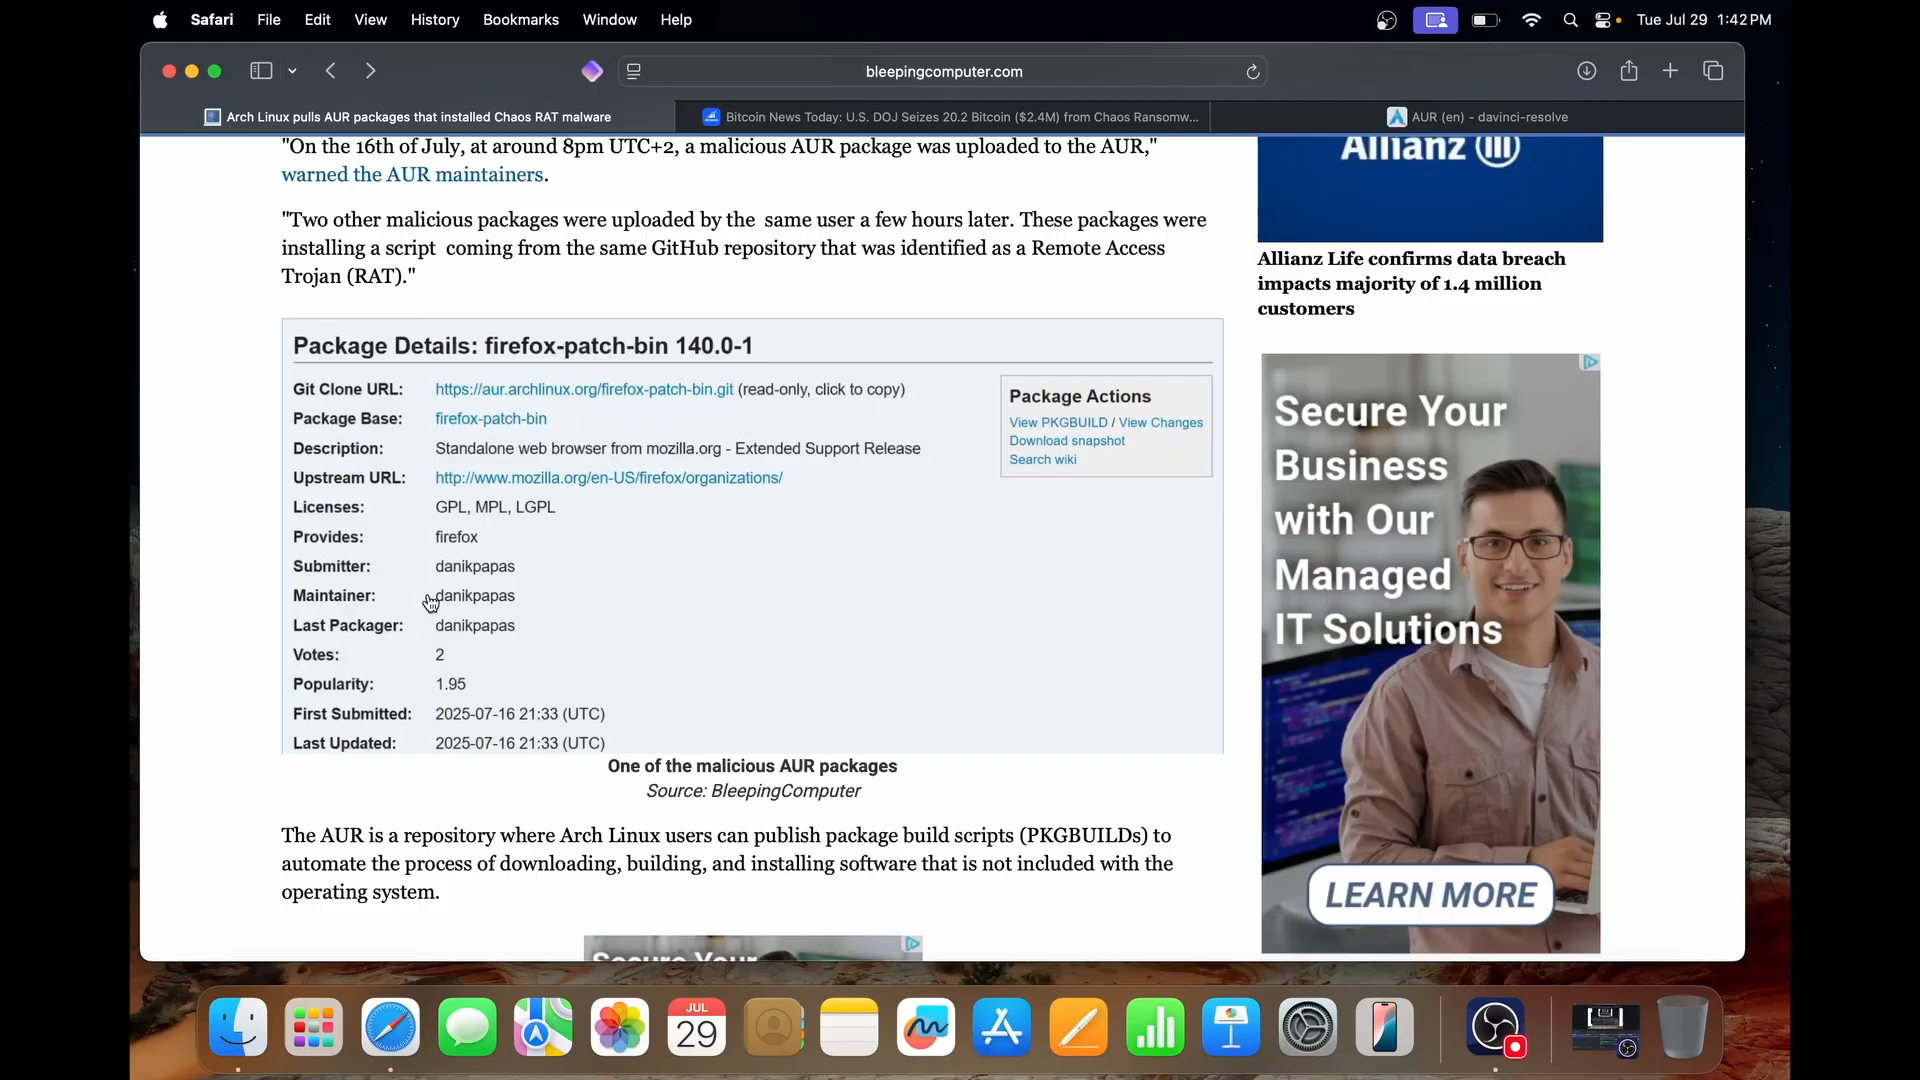 Safari File Edit View History Bookmarks Window Help
Tue Jul 29 1:42 PM
bleepingcomputer.com
Arch Linux pulls AUR packages that installed Chaos RAT malware
Bitcoin News Today: U.S. DOJ Seizes 20.2 Bitcoin ($2.4M) from Chaos Ransomw...
AUR (en) - davinci-resolve
"On the 16th of July, at around 8pm UTC+2, a malicious AUR package was uploaded to the AUR,"
warned the AUR maintainers.
"Two other malicious packages were uploaded by the same user a few hours later. These packages were
installing a script coming from the same GitHub repository that was identified as a Remote Access
Trojan (RAT)."
Package Details: firefox-patch-bin 140.0-1
Git Clone URL: https://aur.archlinux.org/firefox-patch-bin.git (read-only, click to copy)
Package Base: firefox-patch-bin
Description: Standalone web browser from mozilla.org - Extended Support Release
Upstream URL: http://www.mozilla.org/en-US/firefox/organizations/
Licenses: GPL, MPL, LGPL
Provides: firefox
Submitter: danikpapas
Maintainer: danikpapas
Last Packager: danikpapas
Votes: 2
Popularity: 1.95
First Submitted: 2025-07-16 21:33 (UTC)
Last Updated: 2025-07-16 21:33 (UTC)
Package Actions
View PKGBUILD / View Changes
Download snapshot
Search wiki
One of the malicious AUR packages
Source: BleepingComputer
The AUR is a repository where Arch Linux users can publish package build scripts (PKGBUILDs) to
automate the process of downloading, building, and installing software that is not included with the
operating system.
Secure Your
Allianz
Allianz Life confirms data breach
impacts majority of 1.4 million
customers
Secure Your
Business
with Our
Managed
IT Solutions
LEARN MORE
JUL
29